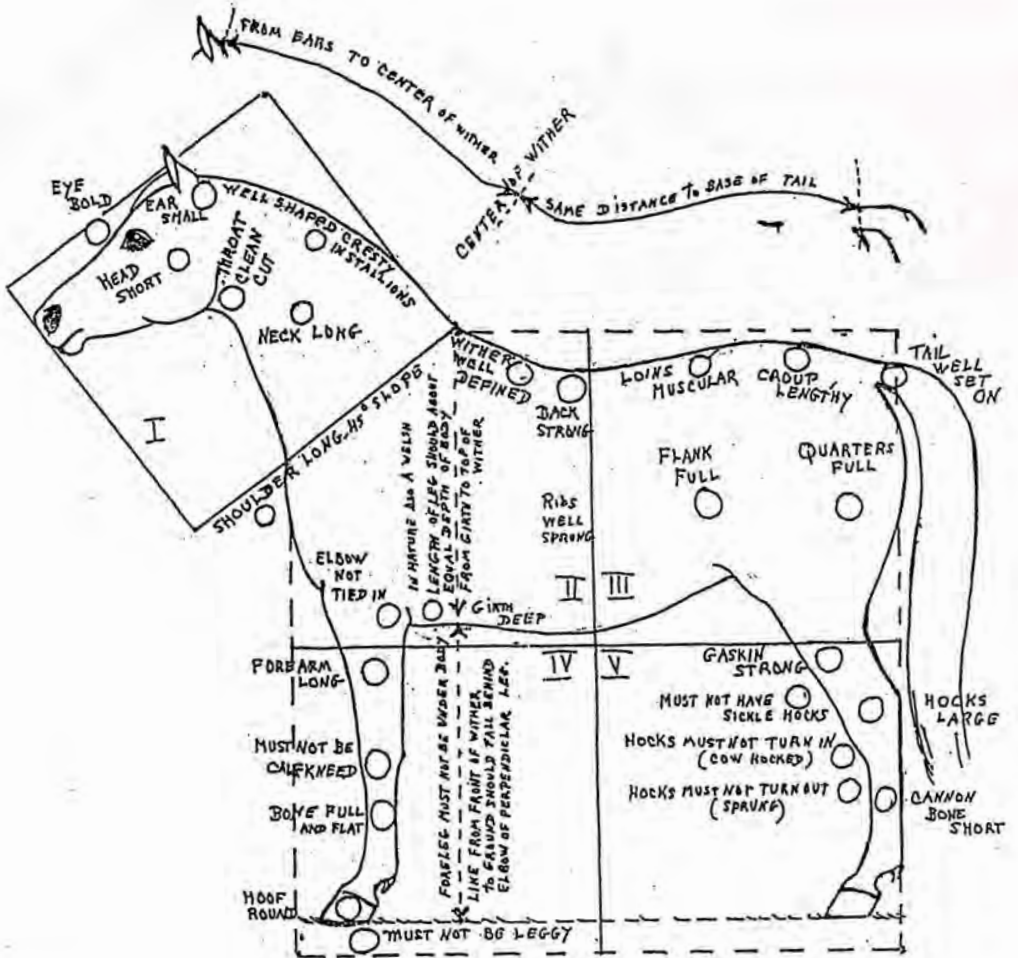 FROM EARS TO CENTER OF WITHER
CENTER OF WITHER
SAME DISTANCE TO BASE OF TAIL
EYE
BOLD
EAR
SMALL
WELL SHAPED CREST
IN STALLIONS
HEAD
SHORT
THROAT
CLEAN
CUT
NECK LONG
I
SHOULDER LONG, 45° SLOPE
WITHER
WELL
DEFINED
BACK
STRONG
LOINS
MUSCULAR
CROUP
LENGTHY
TAIL
WELL
SET
ON
FLANK
FULL
QUARTERS
FULL
RIBS
WELL
SPRUNG
IN MATURE WELSH
LENGTH OF LEG SHOULD ABOUT
EQUAL DEPTH OF BODY
FROM GIRTH TO TOP OF
WITHER
ELBOW
NOT
TIED IN
GIRTH
DEEP
II
III
IV
V
FOREARM
LONG
GASKIN
STRONG
MUST NOT HAVE
SICKLE HOCKS
HOCKS
LARGE
MUST NOT BE
CALFKNEED
HOCKS MUST NOT TURN IN
(COW HOCKED)
BONE FULL
AND FLAT
HOCKS MUST NOT TURN OUT
(SPRUNG)
CANNON
BONE
SHORT
FORELEG MUST NOT BE UNDER BODY
LINE FROM FRONT OF WITHER
TO GROUND SHOULD FALL BEHIND
ELBOW OF PERPENDICLAR LEG.
HOOF
ROUND
MUST NOT BE LEGGY